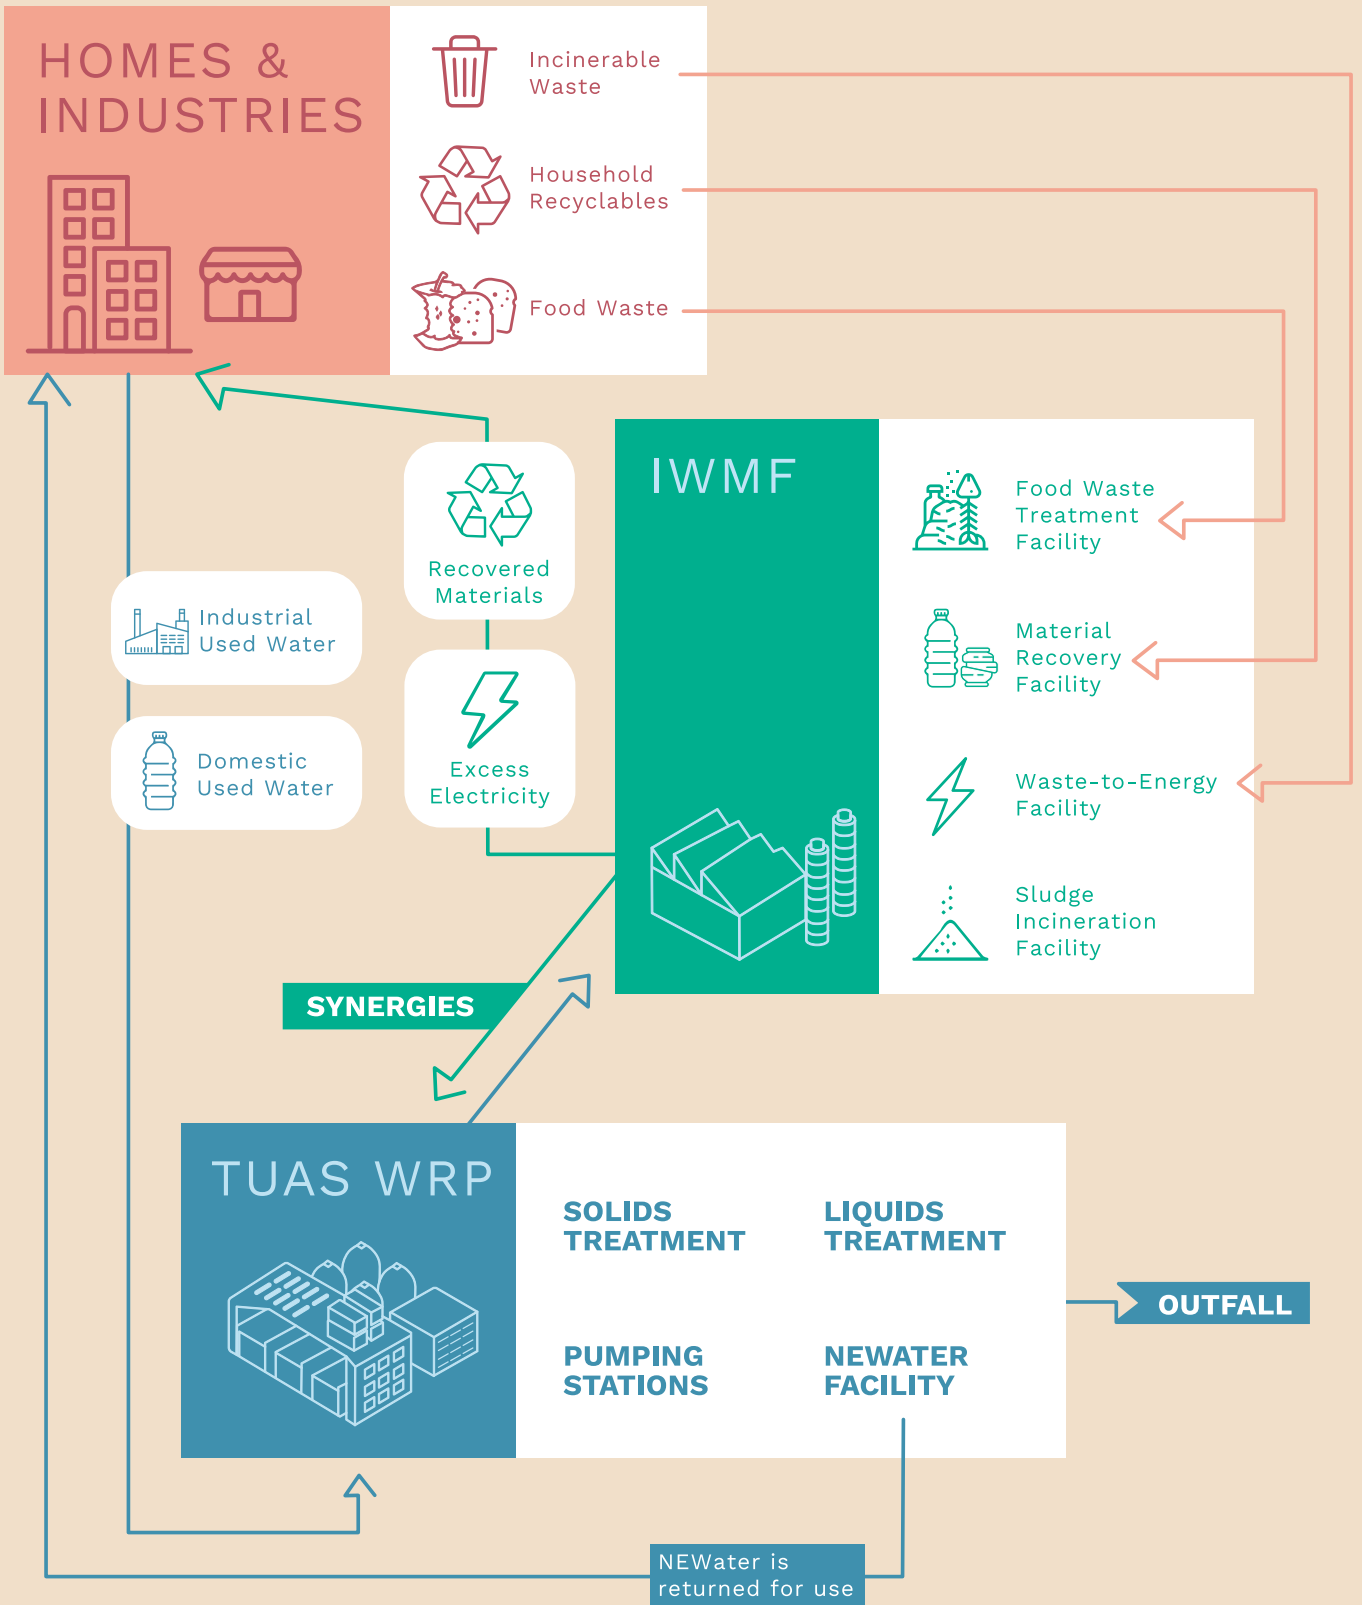 HOMES &
INDUSTRIES
Incinerable
Waste
Household
Recyclables
Food Waste
IWMF
Food Waste
Treatment
Facility
Material
Recovery
Facility
Waste-to-Energy
Facility
Sludge
Incineration
Facility
Recovered
Materials
Excess
Electricity
Industrial
Used Water
Domestic
Used Water
SYNERGIES
TUAS WRP
SOLIDS
TREATMENT
LIQUIDS
TREATMENT
PUMPING
STATIONS
NEWATER
FACILITY
OUTFALL
NEWater is
returned for use